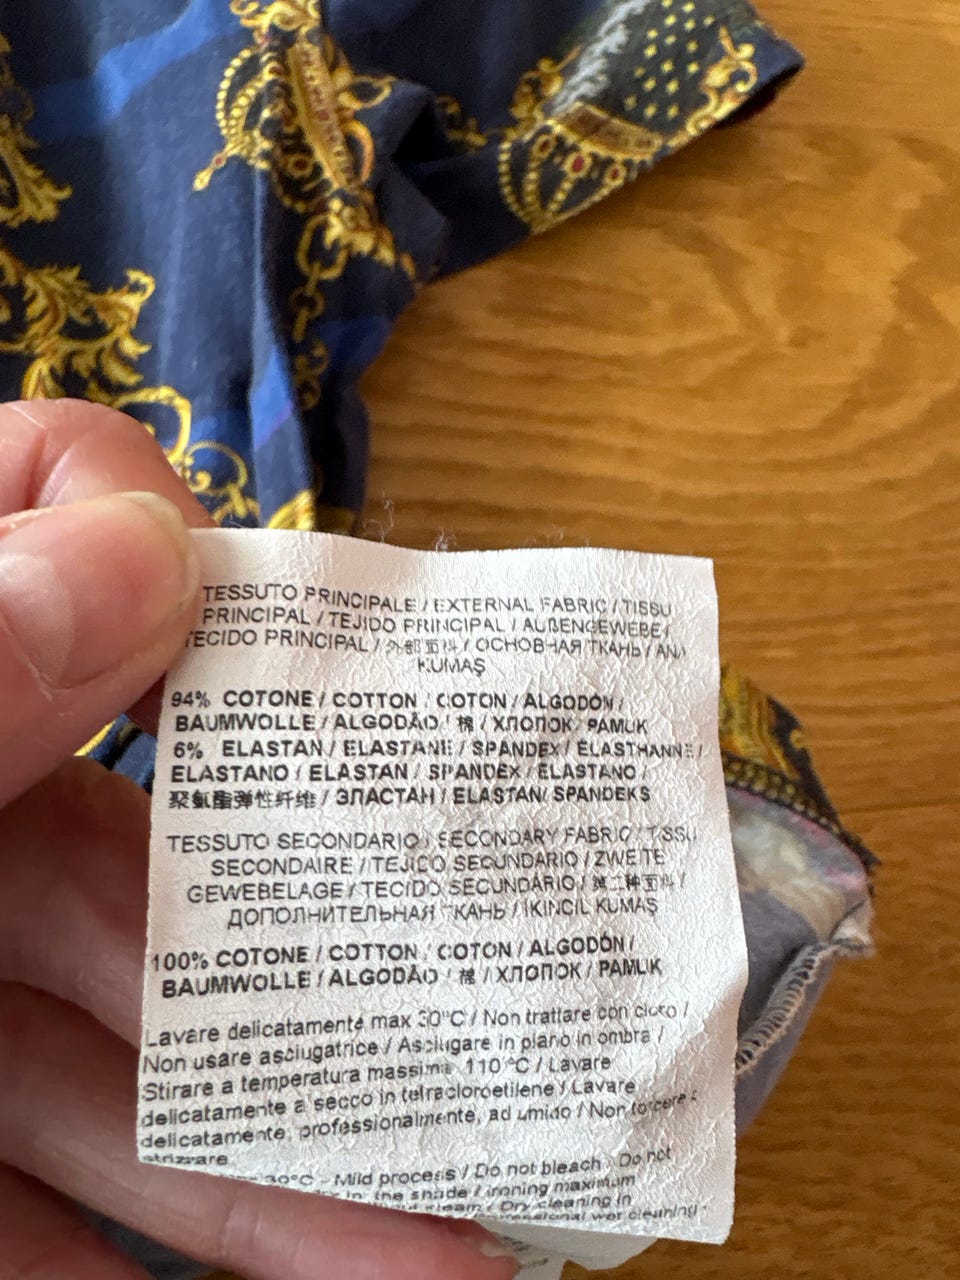 TESSUTO PRINCIPALE / EXTERNAL FABRIC / TISSU
PRINCIPAL / TEJIDO PRINCIPAL / AUßENGEWEBE /
TECIDO PRINCIPAL / 外部面料 / ОСНОВНАЯ ТКАНЬ / ANA
KUMAŞ
94% COTONE / COTTON / COTON / ALGODÓN /
BAUMWOLLE / ALGODÃO / 棉 / ХЛОПОК / PAMUK
6% ELASTAN / ELASTANE / SPANDEX / ÉLASTHANNE /
ELASTANO / ELASTAN / SPANDEX / ELASTANO /
聚氨酯弹性纤维 / ЭЛАСТАН / ELASTAN/ SPANDEKS
TESSUTO SECONDARIO / SECONDARY FABRIC / TISSU
SECONDAIRE / TEJIDO SECUNDARIO / ZWEITE
GEWEBELAGE / TECIDO SECUNDÁRIO / 第二种面料 /
ДОПОЛНИТЕЛЬНАЯ ТКАНЬ / İKİNCİL KUMAŞ
100% COTONE / COTTON / COTON / ALGODÓN /
BAUMWOLLE / ALGODÃO / 棉 / ХЛОПОК / PAMUK
Lavare delicatamente max 30°C / Non trattare con cloro /
Non usare asciugatrice / Asciugare in piano in ombra /
Stirare a temperatura massima 110 °C / Lavare
delicatamente a secco in tetracloroetilene / Lavare
delicatamente, professionalmente, ad umido / Non torcere e
strizzare
30°C - Mild process / Do not bleach / Do not
in the shade / Ironing maximum
steam / Dry cleaning in
professional wet cleaning